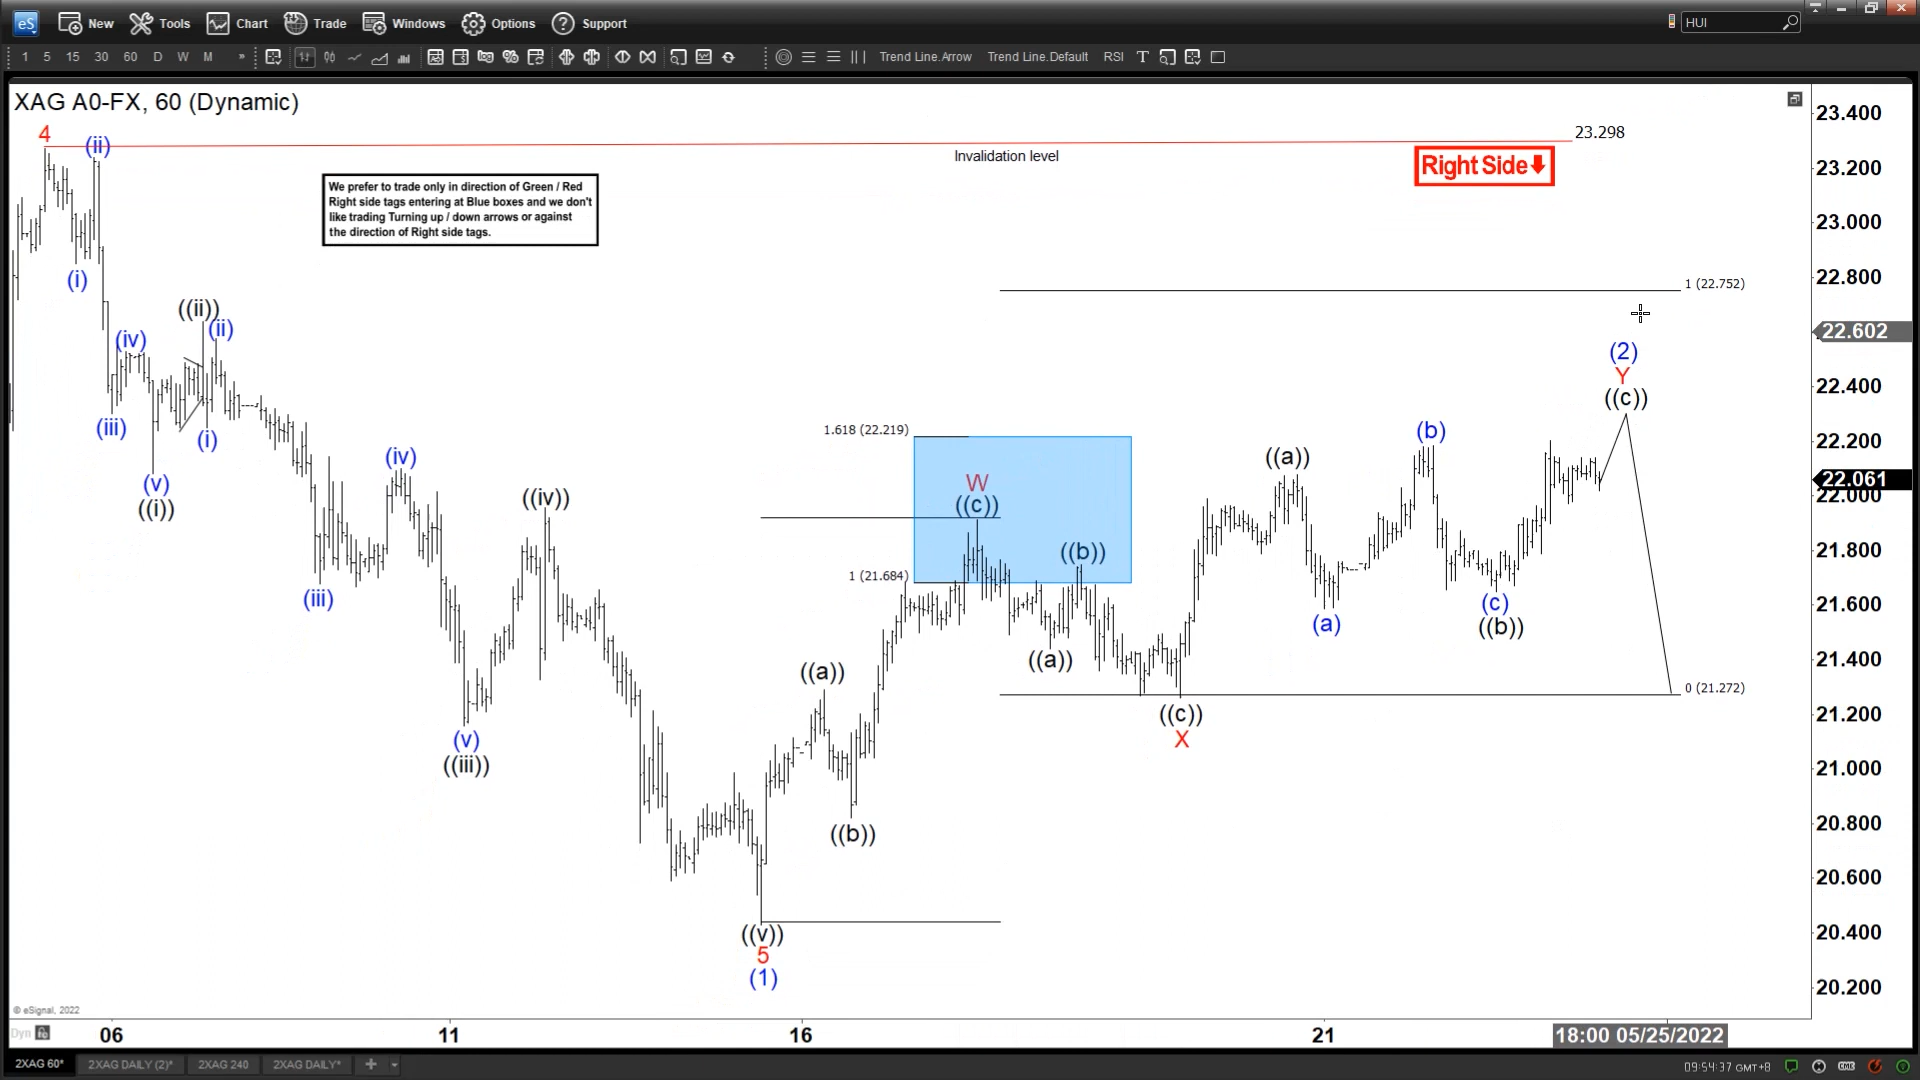 eS New Tools Chart Trade Windows Options Support HUI
1 5 15 30 60 D W M » log % Trend Line.Arrow Trend Line.Default RSI T
XAG A0-FX, 60 (Dynamic)
23.400
4
23.298
(ii)
Invalidation level
Right Side
23.200
We prefer to trade only in direction of Green / Red
Right side tags entering at Blue boxes and we don't
like trading Turning up / down arrows or against
the direction of Right side tags.
23.000
(i)
22.800
1 (22.752)
((ii))
(ii)
22.602
(iv)
(2)
Y
22.400
((c))
(iii)
(i)
1.618 (22.219)
(b)
22.200
(iv)
((a))
(v)
W
22.061
22.000
((i))
((iv))
((c))
((b))
21.800
1 (21.684)
(iii)
(a)
(c)
21.600
((b))
((a))
((a))
21.400
0 (21.272)
((c))
21.200
X
(v)
((iii))
21.000
((b))
20.800
20.600
((v))
20.400
5
(1)
20.200
© eSignal, 2022
Dyn 06 11 16 21 18:00 05/25/2022
2XAG 60* 2XAG DAILY (2)* 2XAG 240 2XAG DAILY* + 09:54:37 GMT+8 CME